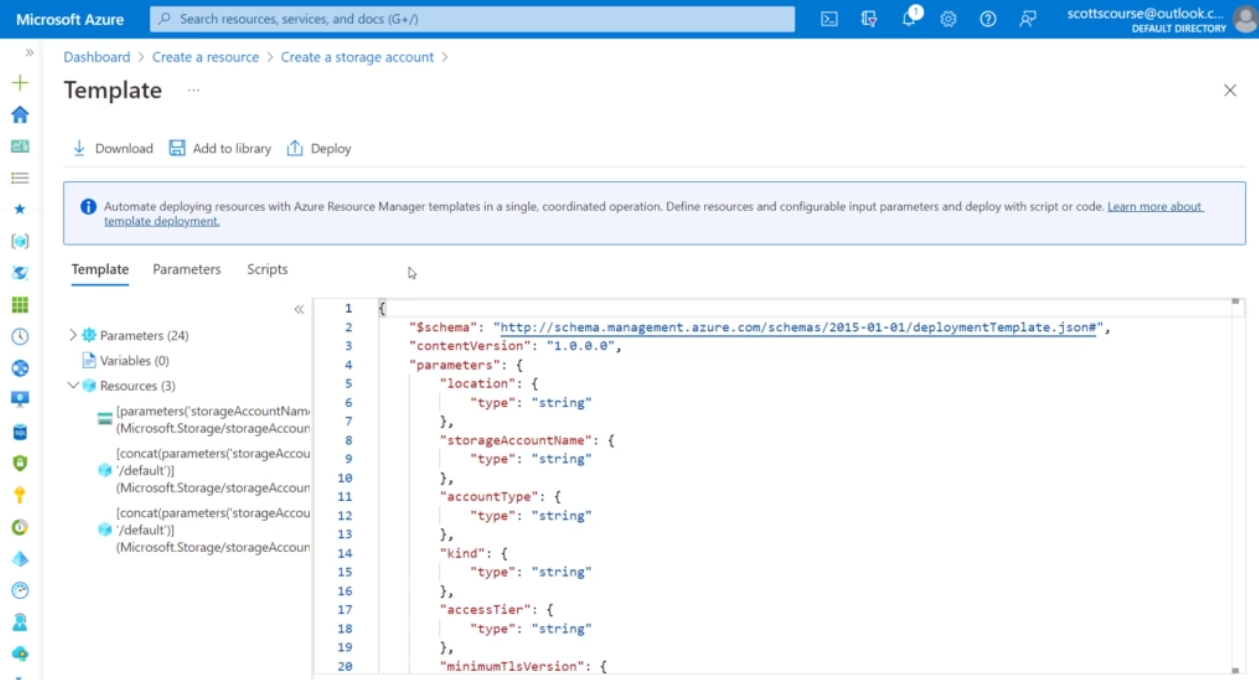 Microsoft Azure
Search resources, services, and docs (G+/)
1
scottscourse@outlook.c...
DEFAULT DIRECTORY
Dashboard > Create a resource > Create a storage account >
Template ...
Download
Add to library
Deploy
Automate deploying resources with Azure Resource Manager templates in a single, coordinated operation. Define resources and configurable input parameters and deploy with script or code. Learn more about
template deployment.
Template Parameters Scripts
Parameters (24)
Variables (0)
Resources (3)
[parameters('storageAccountNam
(Microsoft.Storage/storageAccoun
[concat(parameters('storageAccou
'/default')]
(Microsoft.Storage/storageAccoun
[concat(parameters('storageAccou
'/default')]
(Microsoft.Storage/storageAccoun
1 {
2 "$schema": "http://schema.management.azure.com/schemas/2015-01-01/deploymentTemplate.json#",
3 "contentVersion": "1.0.0.0",
4 "parameters": {
5 "location": {
6 "type": "string"
7 },
8 "storageAccountName": {
9 "type": "string"
10 },
11 "accountType": {
12 "type": "string"
13 },
14 "kind": {
15 "type": "string"
16 },
17 "accessTier": {
18 "type": "string"
19 },
20 "minimumTlsVersion": {
SQL